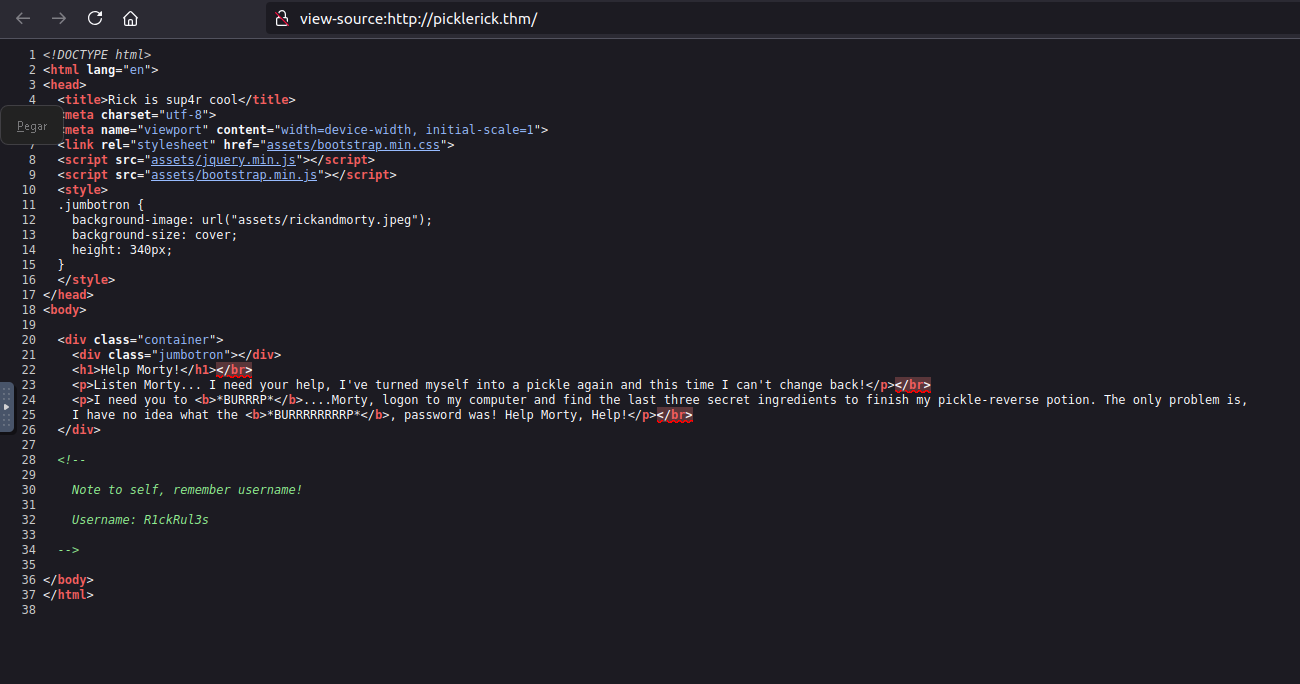 view-source:http://picklerick.thm/
1 <!DOCTYPE html>
2 <html lang="en">
3 <head>
4   <title>Rick is sup4r cool</title>
meta charset="utf-8">
Pegar
meta name="viewport" content="width=device-width, initial-scale=1">
7   <link rel="stylesheet" href="assets/bootstrap.min.css">
8   <script src="assets/jquery.min.js"></script>
9   <script src="assets/bootstrap.min.js"></script>
10   <style>
11   .jumbotron {
12     background-image: url("assets/rickandmorty.jpeg");
13     background-size: cover;
14     height: 340px;
15   }
16   </style>
17 </head>
18 <body>
19
20   <div class="container">
21     <div class="jumbotron"></div>
22     <h1>Help Morty!</h1></br>
23     <p>Listen Morty... I need your help, I've turned myself into a pickle again and this time I can't change back!</p></br>
24     <p>I need you to <b>*BURRRP*</b>....Morty, logon to my computer and find the last three secret ingredients to finish my pickle-reverse potion. The only problem is,
25     I have no idea what the <b>*BURRRRRRRRP*</b>, password was! Help Morty, Help!</p></br>
26   </div>
27
28   <!--
29
30     Note to self, remember username!
31
32     Username: R1ckRul3s
33
34   -->
35
36 </body>
37 </html>
38